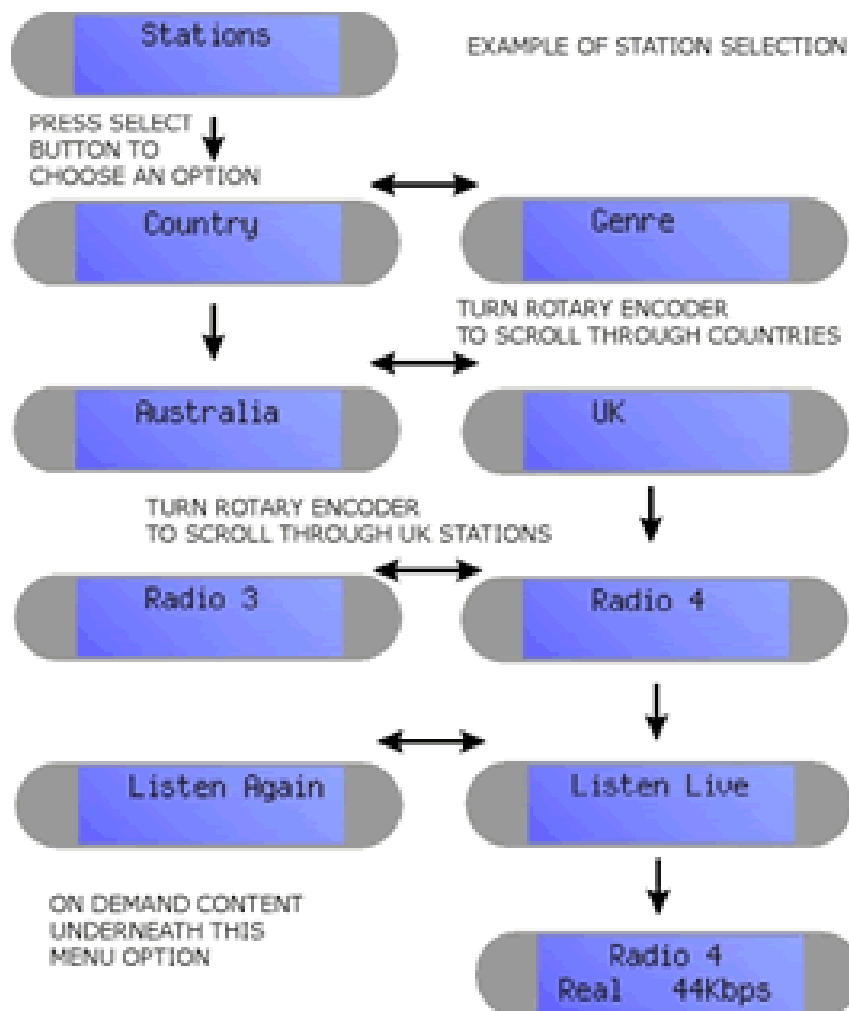 Stations
EXAMPLE OF STATION SELECTION
PRESS SELECT
BUTTON TO
CHOOSE AN OPTION
Country
Genre
TURN ROTARY ENCODER
TO SCROLL THROUGH COUNTRIES
Australia
UK
TURN ROTARY ENCODER
TO SCROLL THROUGH UK STATIONS
Radio 3
Radio 4
Listen Again
Listen Live
ON DEMAND CONTENT
UNDERNEATH THIS
MENU OPTION
Radio 4
Real 44Kbps